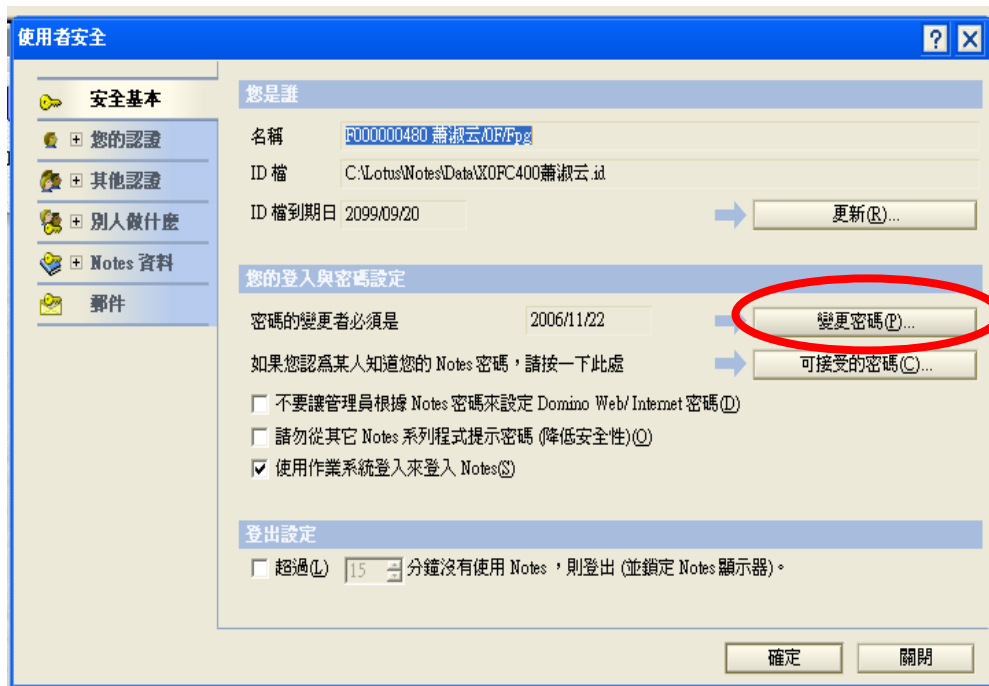 使用者安全
安全基本
您的認證
其他認證
別人做什麼
Notes 資料
郵件
您是誰
名稱 F000000480 蕭淑云/0F/Fpg
ID 檔 C:\Lotus\Notes\Data\X0FC400蕭淑云.id
ID 檔到期日 2099/09/20 更新(R)...
您的登入與密碼設定
密碼的變更者必須是 2006/11/22 變更密碼(P)...
如果您認為某人知道您的 Notes 密碼，請按一下此處 可接受的密碼(C)...
不要讓管理員根據 Notes 密碼來設定 Domino Web/ Internet 密碼(D)
請勿從其它 Notes 系列程式提示密碼 (降低安全性)(O)
使用作業系統登入來登入 Notes(S)
登出設定
超過(L) 15 分鐘沒有使用 Notes ，則登出 (並鎖定 Notes 顯示器)。
確定 關閉